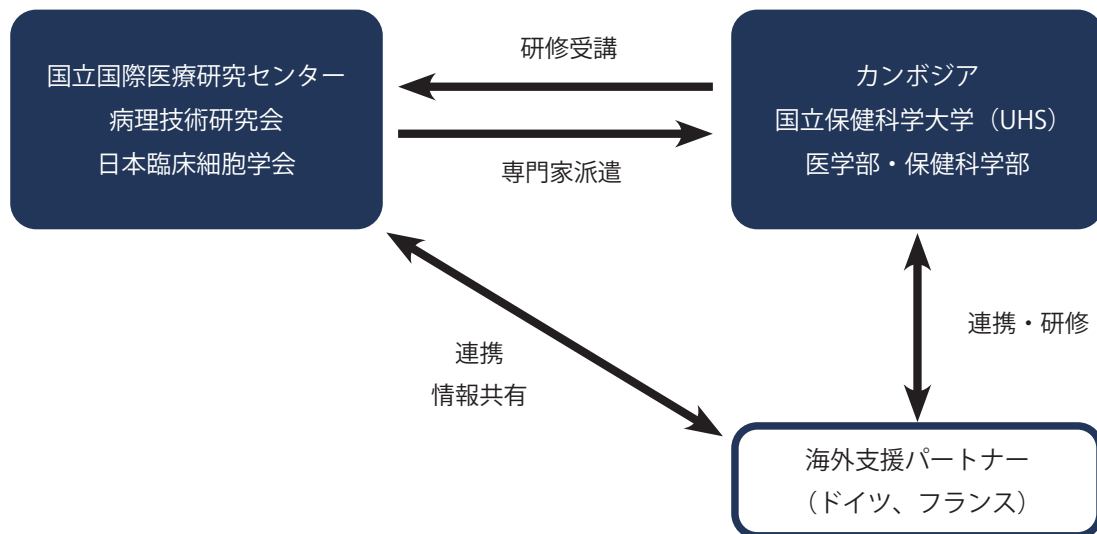 国立国際医療研究センター
病理技術研究会
日本臨床細胞学会
研修受講
専門家派遣
カンボジア
国立保健科学大学（UHS）
医学部・保健科学部
連携
情報共有
連携・研修
海外支援パートナー
（ドイツ、フランス）